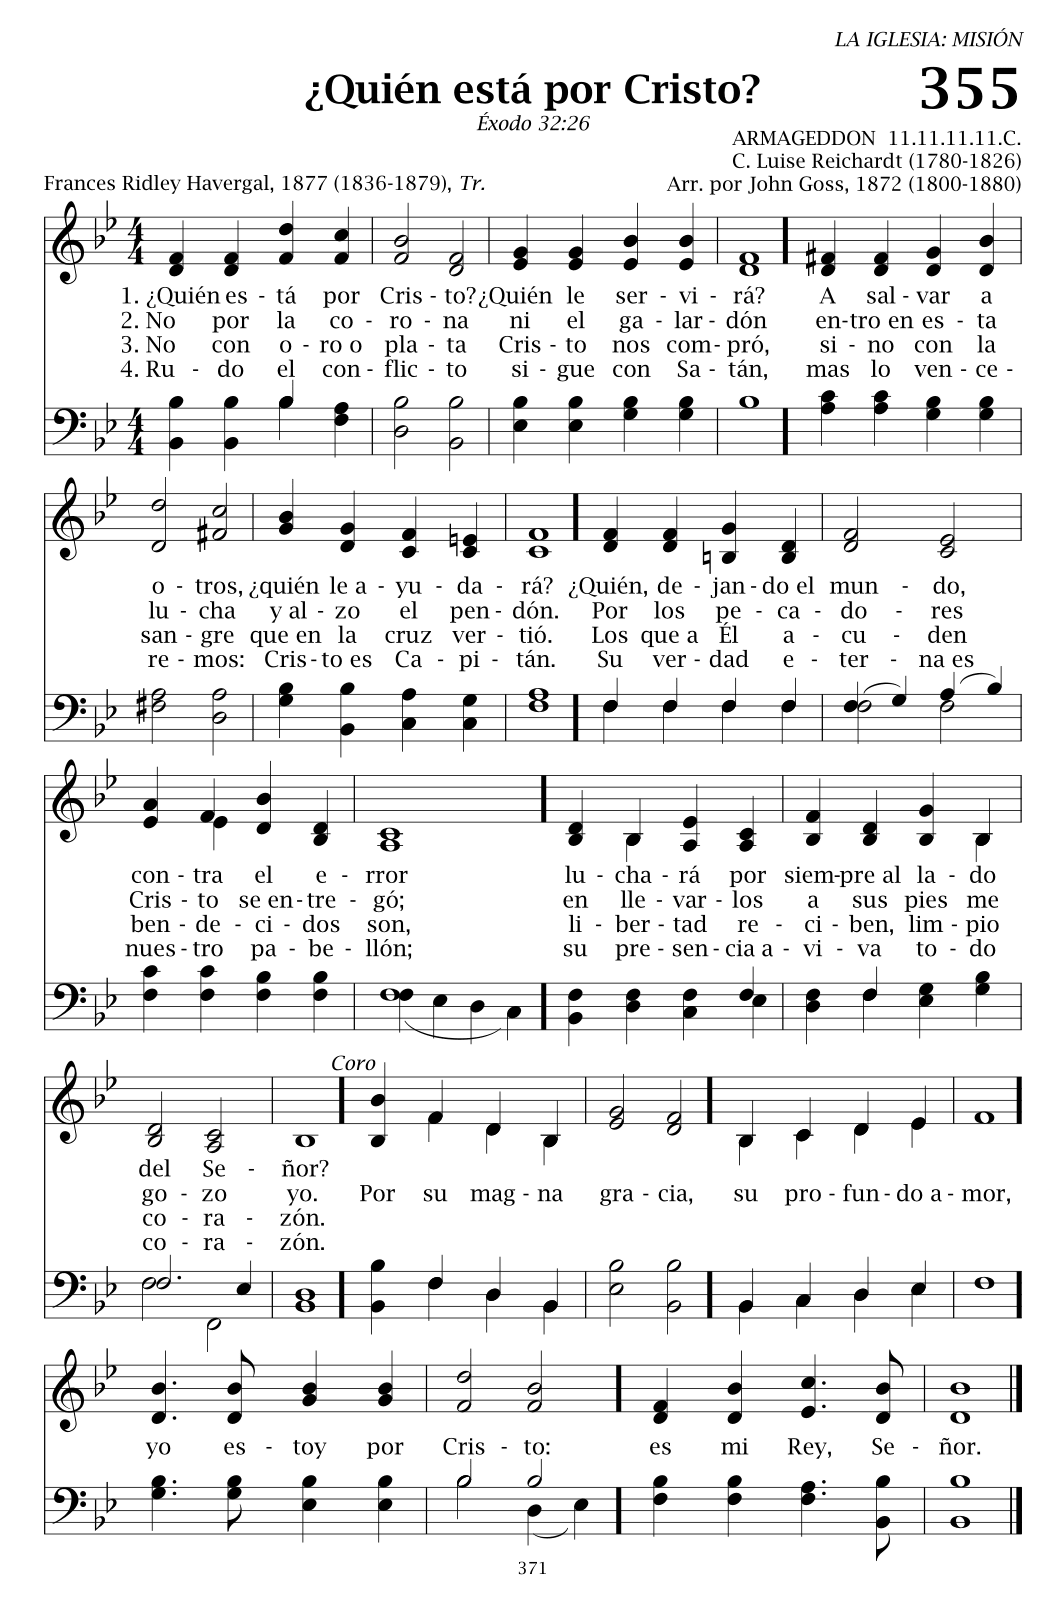 LA IGLESIA: MISIÓN
¿Quién está por Cristo?
355
Éxodo 32:26
ARMAGEDDON 11.11.11.11.C.
C. Luise Reichardt (1780-1826)
Frances Ridley Havergal, 1877 (1836-1879), Tr.
Arr. por John Goss, 1872 (1800-1880)
4 4
1. ¿Quién es - tá por Cris - to? ¿Quién le ser - vi - rá? A sal - var a
2. No por la co - ro - na ni el ga - lar - dón en - tro en es - ta
3. No con o - ro o pla - ta Cris - to nos com - pró, si - no con la
4. Ru - do el con - flic - to si - gue con Sa - tán, mas lo ven - ce -
4 4
o - tros, ¿quién le a - yu - da - rá? ¿Quién, de - jan - do el mun - do,
lu - cha y al - zo el pen - dón. Por los pe - ca - do - res
san - gre que en la cruz ver - tió. Los que a Él a - cu - den
re - mos: Cris - to es Ca - pi - tán. Su ver - dad e - ter - na es
con - tra el e - rror lu - cha - rá por siem - pre al la - do
Cris - to se en - tre - gó; en lle - var - los a sus pies me
ben - de - ci - dos son, li - ber - tad re - ci - ben, lim - pio
nues - tro pa - be - llón; su pre - sen - cia a - vi - va to - do
Coro
del Se - ñor?
go - zo yo. Por su mag - na gra - cia, su pro - fun - do a - mor,
co - ra - zón.
co - ra - zón.
yo es - toy por Cris - to: es mi Rey, Se - ñor.
371